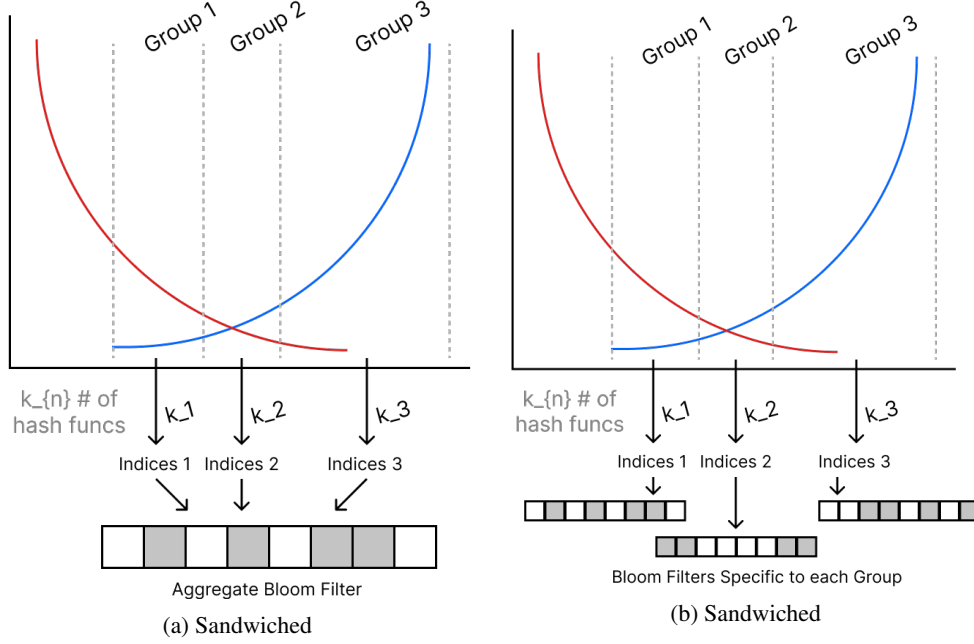 Group 1
Group 2
Group 3
k_{n} # of
hash funcs
k_1
k_2
k_3
Indices 1
Indices 2
Indices 3
Aggregate Bloom Filter
(a) Sandwiched
Group 1
Group 2
Group 3
k_{n} # of
hash funcs
k_1
k_2
k_3
Indices 1
Indices 2
Indices 3
Bloom Filters Specific to each Group
(b) Sandwiched